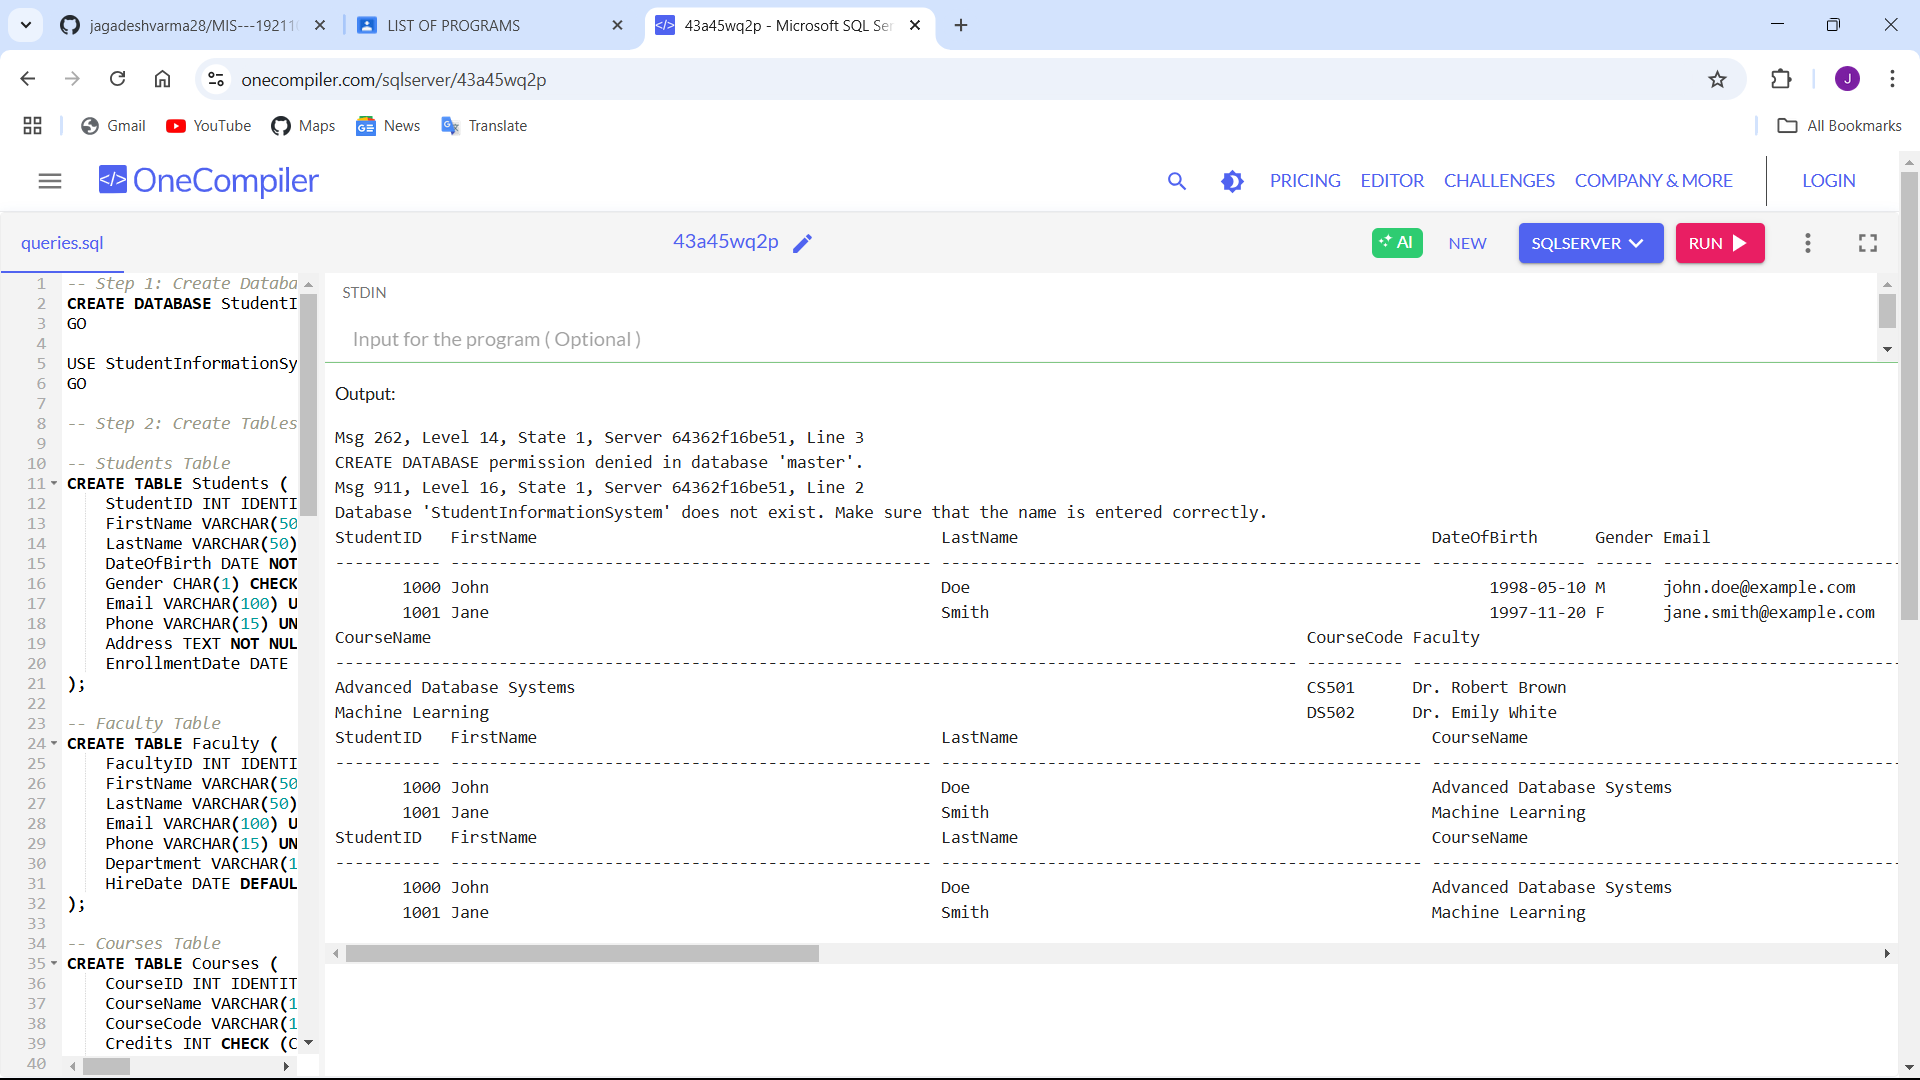 jagadeshvarma28/MIS---19211
LIST OF PROGRAMS
43a45wq2p - Microsoft SQL Ser
onecompiler.com/sqlserver/43a45wq2p
J
Gmail
YouTube
Maps
News
Translate
All Bookmarks
</> OneCompiler
PRICING
EDITOR
CHALLENGES
COMPANY & MORE
LOGIN
queries.sql
43a45wq2p
AI
NEW
SQLSERVER
RUN
1 -- Step 1: Create Databa
2 CREATE DATABASE StudentI
3 GO
4
5 USE StudentInformationSy
6 GO
7
8 -- Step 2: Create Tables
9
10 -- Students Table
11 CREATE TABLE Students (
12 StudentID INT IDENTI
13 FirstName VARCHAR(50
14 LastName VARCHAR(50)
15 DateOfBirth DATE NOT
16 Gender CHAR(1) CHECK
17 Email VARCHAR(100) U
18 Phone VARCHAR(15) UN
19 Address TEXT NOT NUL
20 EnrollmentDate DATE
21 );
22
23 -- Faculty Table
24 CREATE TABLE Faculty (
25 FacultyID INT IDENTI
26 FirstName VARCHAR(50
27 LastName VARCHAR(50)
28 Email VARCHAR(100) U
29 Phone VARCHAR(15) UN
30 Department VARCHAR(1
31 HireDate DATE DEFAUL
32 );
33
34 -- Courses Table
35 CREATE TABLE Courses (
36 CourseID INT IDENTIT
37 CourseName VARCHAR(1
38 CourseCode VARCHAR(1
39 Credits INT CHECK (C
40
STDIN
Input for the program ( Optional )
Output:
Msg 262, Level 14, State 1, Server 64362f16be51, Line 3
CREATE DATABASE permission denied in database 'master'.
Msg 911, Level 16, State 1, Server 64362f16be51, Line 2
Database 'StudentInformationSystem' does not exist. Make sure that the name is entered correctly.
StudentID FirstName LastName DateOfBirth Gender Email
1000 John Doe 1998-05-10 M john.doe@example.com
1001 Jane Smith 1997-11-20 F jane.smith@example.com
CourseName CourseCode Faculty
Advanced Database Systems CS501 Dr. Robert Brown
Machine Learning DS502 Dr. Emily White
StudentID FirstName LastName CourseName
1000 John Doe Advanced Database Systems
1001 Jane Smith Machine Learning
StudentID FirstName LastName CourseName
1000 John Doe Advanced Database Systems
1001 Jane Smith Machine Learning